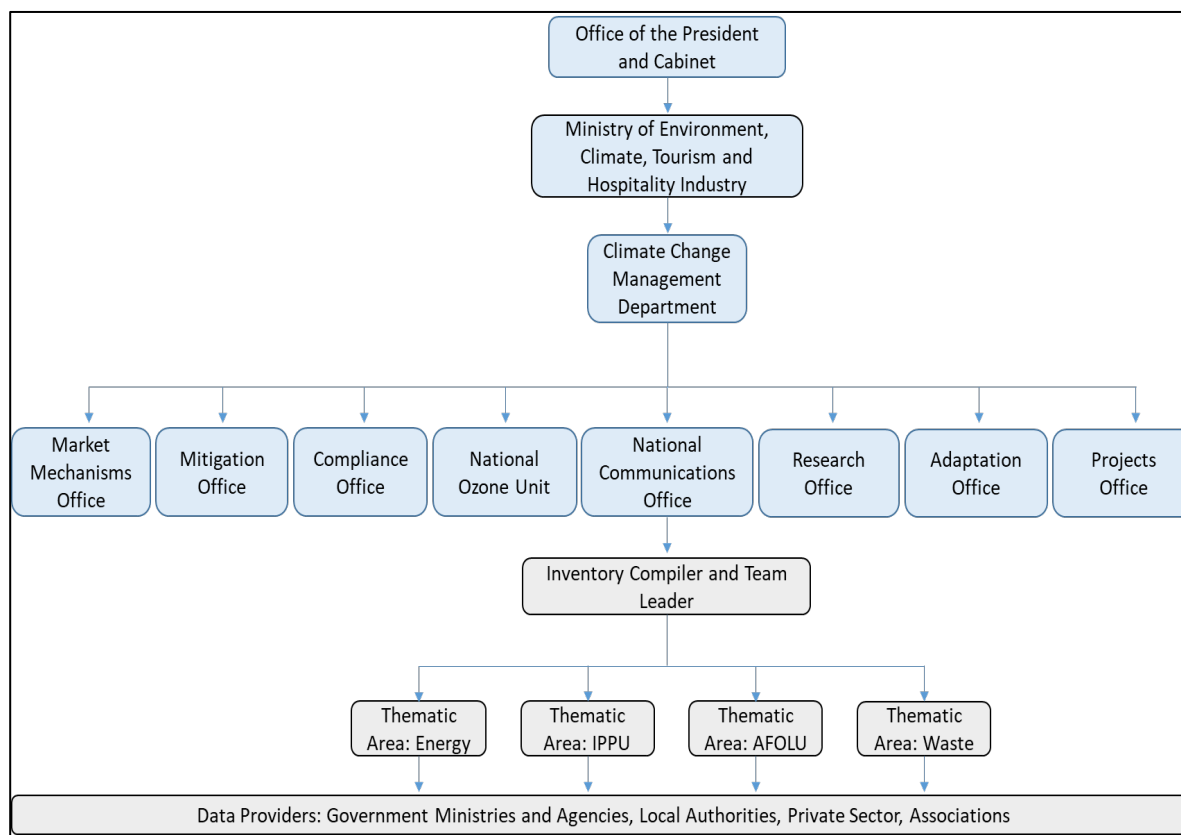 Office of the President
and Cabinet
Ministry of Environment,
Climate, Tourism and
Hospitality Industry
Climate Change
Management
Department
Market
Mechanisms
Office
Mitigation
Office
Compliance
Office
National
Ozone Unit
National
Communications
Office
Research
Office
Adaptation
Office
Projects
Office
Inventory Compiler and Team
Leader
Thematic
Area: Energy
Thematic
Area: IPPU
Thematic
Area: AFOLU
Thematic
Area: Waste
Data Providers: Government Ministries and Agencies, Local Authorities, Private Sector, Associations